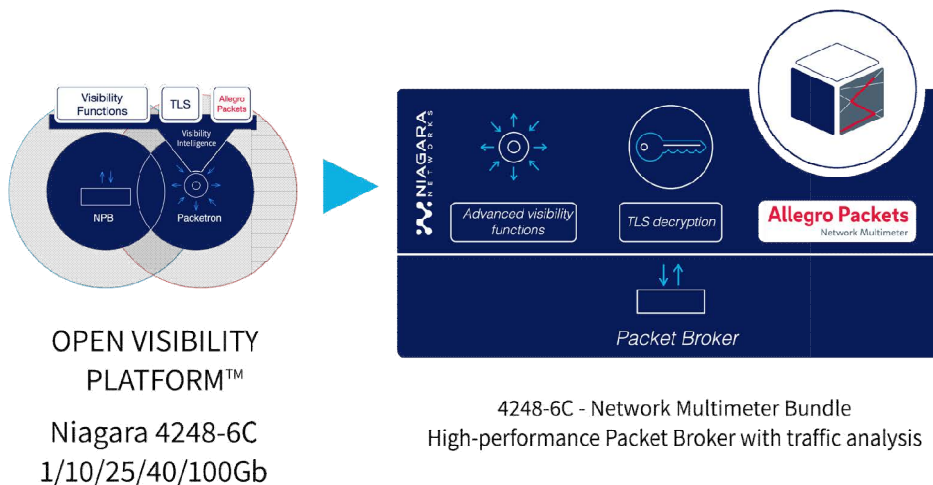 Visibility
Functions
TLS
Allegro
Packets
Visibility
Intelligence
NPB
Packetron
OPEN VISIBILITY
PLATFORM™
Niagara 4248-6C
1/10/25/40/100Gb
NIAGARA
NETWORKS
Advanced visibility
functions
TLS decryption
Allegro Packets
Network Multimeter
Packet Broker
4248-6C - Network Multimeter Bundle
High-performance Packet Broker with traffic analysis